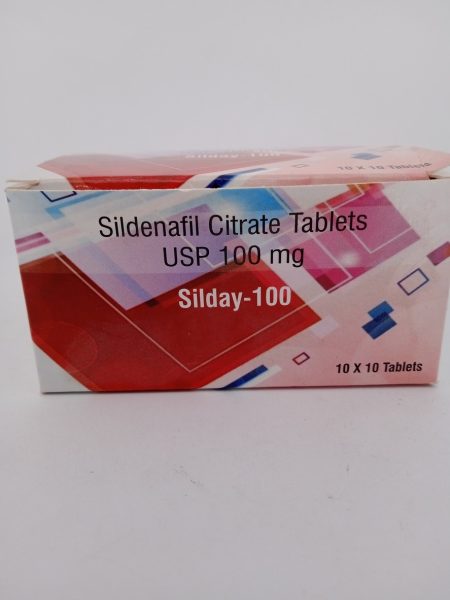 10 X 10 Tablets
Sildenafil Citrate Tablets
USP 100 mg
Silday-100
10 X 10 Tablets